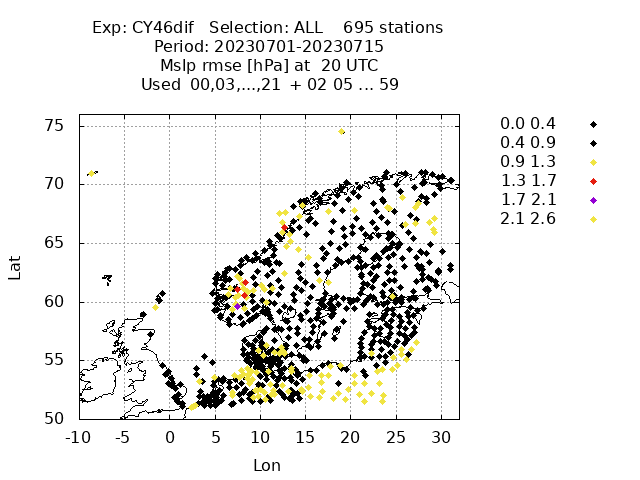 Exp: CY46dif   Selection: ALL    695 stations
Period: 20230701-20230715
Mslp rmse [hPa] at  20 UTC
Used  00,03,...,21  + 02 05 ... 59
75
70
65
60
55
50
-10 -5 0 5 10 15 20 25 30
Lat
Lon
0.0 0.4
0.4 0.9
0.9 1.3
1.3 1.7
1.7 2.1
2.1 2.6